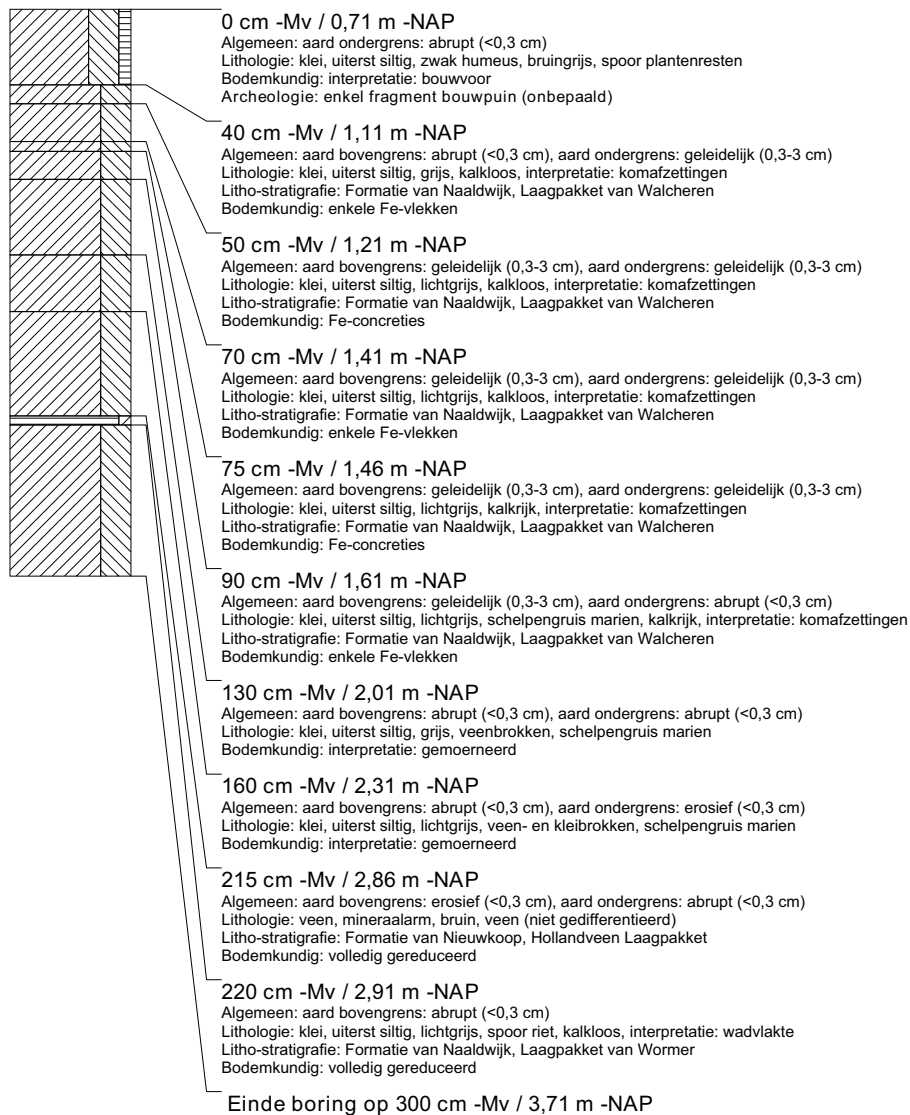 0 cm -Mv / 0,71 m -NAP
Algemeen: aard ondergrens: abrupt (<0,3 cm)
Lithologie: klei, uiterst siltig, zwak humeus, bruingrijs, spoor plantenresten
Bodemkundig: interpretatie: bouwvoor
Archeologie: enkel fragment bouwpuin (onbepaald)
40 cm -Mv / 1,11 m -NAP
Algemeen: aard bovengrens: abrupt (<0,3 cm), aard ondergrens: geleidelijk (0,3-3 cm)
Lithologie: klei, uiterst siltig, grijs, kalkloos, interpretatie: komafzettingen
Litho-stratigrafie: Formatie van Naaldwijk, Laagpakket van Walcheren
Bodemkundig: enkele Fe-vlekken
50 cm -Mv / 1,21 m -NAP
Algemeen: aard bovengrens: geleidelijk (0,3-3 cm), aard ondergrens: geleidelijk (0,3-3 cm)
Lithologie: klei, uiterst siltig, lichtgrijs, kalkloos, interpretatie: komafzettingen
Litho-stratigrafie: Formatie van Naaldwijk, Laagpakket van Walcheren
Bodemkundig: Fe-concreties
70 cm -Mv / 1,41 m -NAP
Algemeen: aard bovengrens: geleidelijk (0,3-3 cm), aard ondergrens: geleidelijk (0,3-3 cm)
Lithologie: klei, uiterst siltig, lichtgrijs, kalkloos, interpretatie: komafzettingen
Litho-stratigrafie: Formatie van Naaldwijk, Laagpakket van Walcheren
Bodemkundig: enkele Fe-vlekken
75 cm -Mv / 1,46 m -NAP
Algemeen: aard bovengrens: geleidelijk (0,3-3 cm), aard ondergrens: geleidelijk (0,3-3 cm)
Lithologie: klei, uiterst siltig, lichtgrijs, kalkrijk, interpretatie: komafzettingen
Litho-stratigrafie: Formatie van Naaldwijk, Laagpakket van Walcheren
Bodemkundig: Fe-concreties
90 cm -Mv / 1,61 m -NAP
Algemeen: aard bovengrens: geleidelijk (0,3-3 cm), aard ondergrens: abrupt (<0,3 cm)
Lithologie: klei, uiterst siltig, lichtgrijs, schelpengruis marien, kalkrijk, interpretatie: komafzettingen
Litho-stratigrafie: Formatie van Naaldwijk, Laagpakket van Walcheren
Bodemkundig: enkele Fe-vlekken
130 cm -Mv / 2,01 m -NAP
Algemeen: aard bovengrens: abrupt (<0,3 cm), aard ondergrens: abrupt (<0,3 cm)
Lithologie: klei, uiterst siltig, grijs, veenbrokken, schelpengruis marien
Bodemkundig: interpretatie: gemoerneerd
160 cm -Mv / 2,31 m -NAP
Algemeen: aard bovengrens: abrupt (<0,3 cm), aard ondergrens: erosief (<0,3 cm)
Lithologie: klei, uiterst siltig, lichtgrijs, veen- en kleibrokken, schelpengruis marien
Bodemkundig: interpretatie: gemoerneerd
215 cm -Mv / 2,86 m -NAP
Algemeen: aard bovengrens: erosief (<0,3 cm), aard ondergrens: abrupt (<0,3 cm)
Lithologie: veen, mineraalarm, bruin, veen (niet gedifferentieerd)
Litho-stratigrafie: Formatie van Nieuwkoop, Hollandveen Laagpakket
Bodemkundig: volledig gereduceerd
220 cm -Mv / 2,91 m -NAP
Algemeen: aard bovengrens: abrupt (<0,3 cm)
Lithologie: klei, uiterst siltig, lichtgrijs, spoor riet, kalkloos, interpretatie: wadvlakte
Litho-stratigrafie: Formatie van Naaldwijk, Laagpakket van Wormer
Bodemkundig: volledig gereduceerd
Einde boring op 300 cm -Mv / 3,71 m -NAP